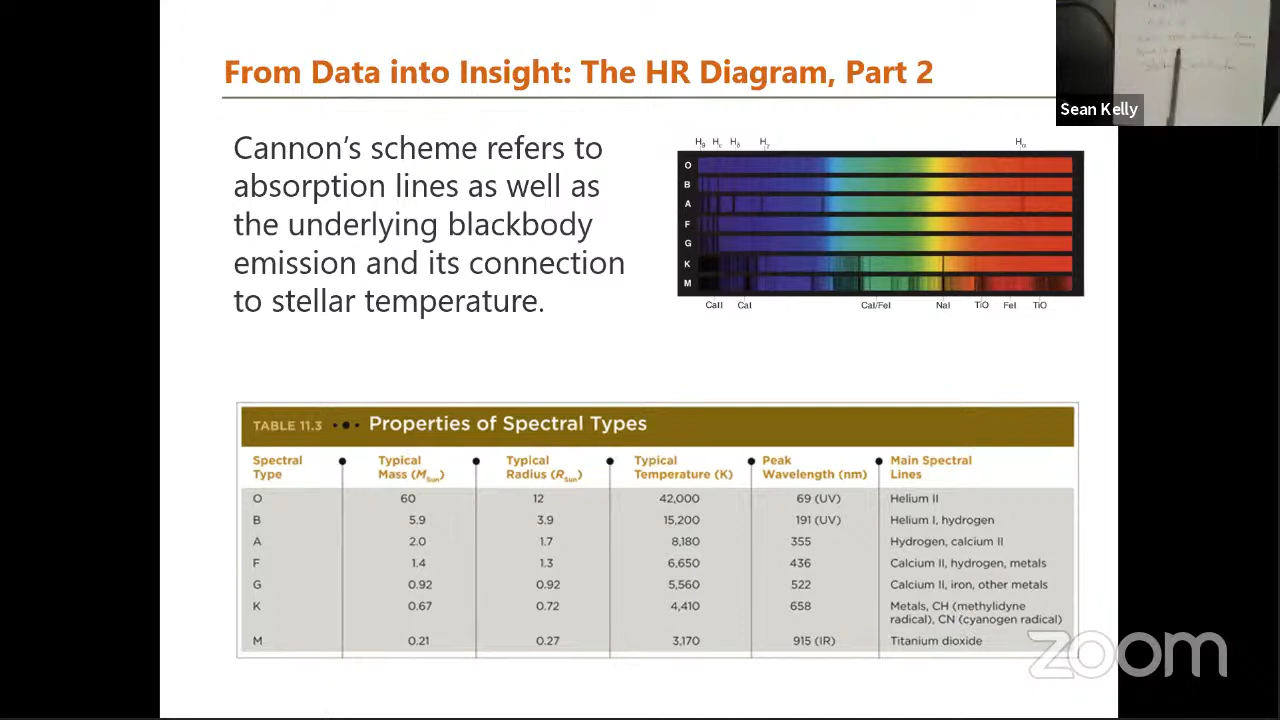 From Data into Insight: The HR Diagram, Part 2
Sean Kelly
Cannon's scheme refers to
absorption lines as well as
the underlying blackbody
emission and its connection
to stellar temperature.
Hθ Hε Hδ Hγ Hα
O
B
A
F
G
K
M
CaII CaI CaI/FeI NaI TiO FeI TiO
TABLE 11.3 Properties of Spectral Types
Spectral Type Typical Mass (MSun) Typical Radius (RSun) Typical Temperature (K) Peak Wavelength (nm) Main Spectral Lines
O 60 12 42,000 69 (UV) Helium II
B 5.9 3.9 15,200 191 (UV) Helium I, hydrogen
A 2.0 1.7 8,180 355 Hydrogen, calcium II
F 1.4 1.3 6,650 436 Calcium II, hydrogen, metals
G 0.92 0.92 5,560 522 Calcium II, iron, other metals
K 0.67 0.72 4,410 658 Metals, CH (methylidyne
radical), CN (cyanogen radical)
M 0.21 0.27 3,170 915 (IR) Titanium dioxide
zoom